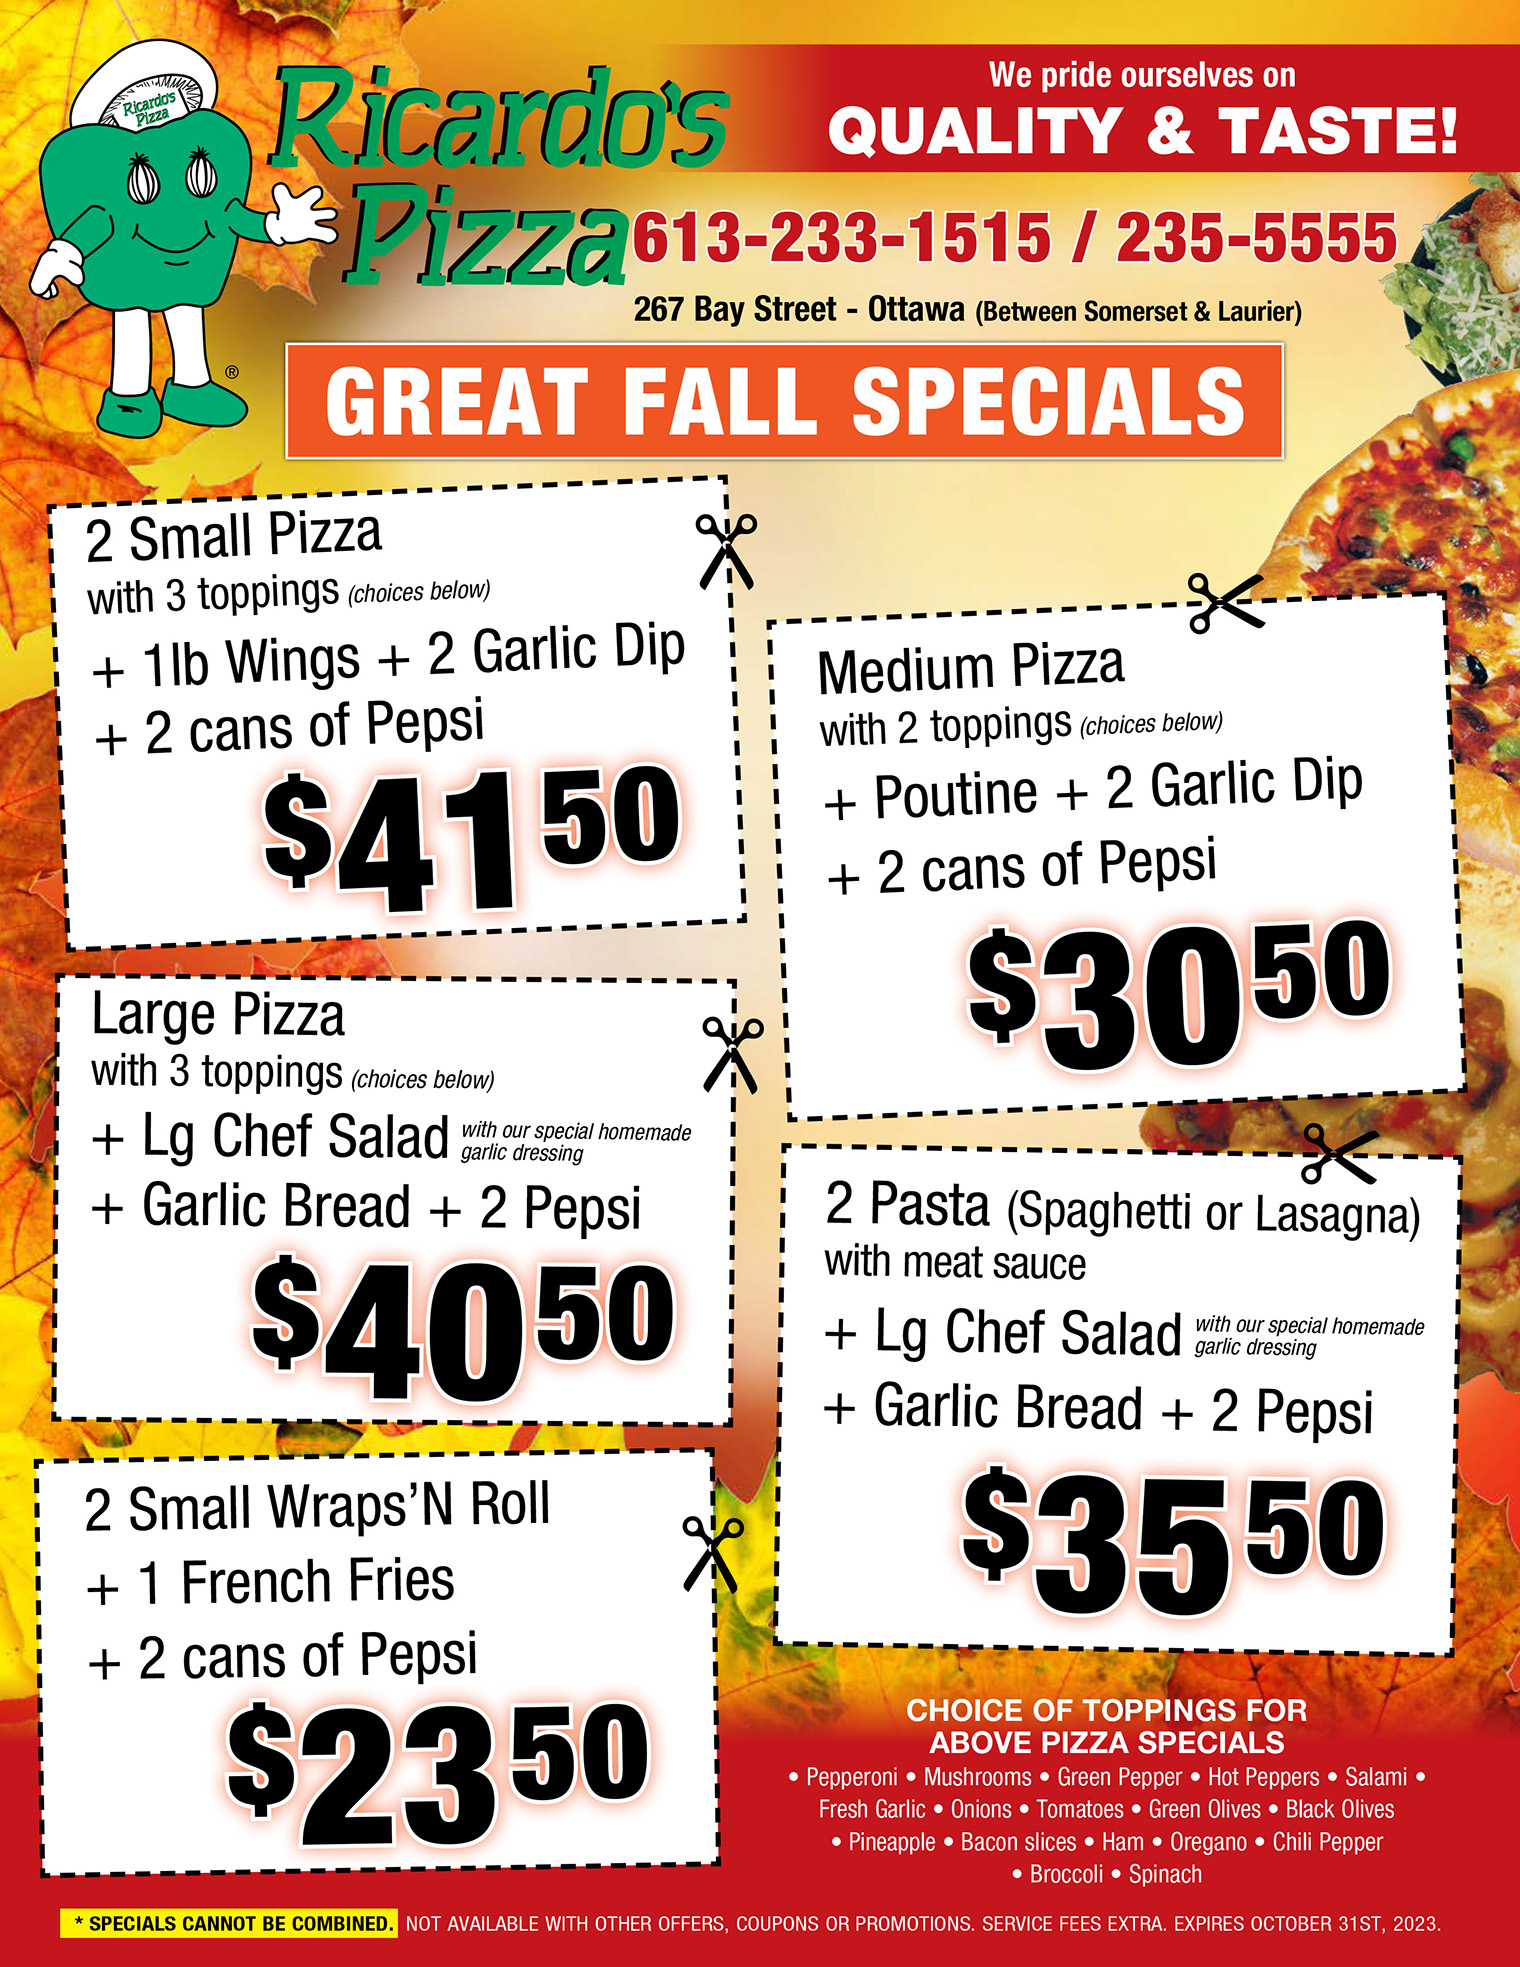 Ricardo's
Pizza
Ricardo's
Pizza
®
We pride ourselves on
QUALITY & TASTE!
613-233-1515 / 235-5555
267 Bay Street - Ottawa (Between Somerset & Laurier)
GREAT FALL SPECIALS
2 Small Pizza
with 3 toppings (choices below)
+ 1lb Wings + 2 Garlic Dip
+ 2 cans of Pepsi
$41 50
Medium Pizza
with 2 toppings (choices below)
+ Poutine + 2 Garlic Dip
+ 2 cans of Pepsi
$30 50
Large Pizza
with 3 toppings (choices below)
+ Lg Chef Salad with our special homemade
garlic dressing
+ Garlic Bread + 2 Pepsi
$40 50
2 Pasta (Spaghetti or Lasagna)
with meat sauce
+ Lg Chef Salad with our special homemade
garlic dressing
+ Garlic Bread + 2 Pepsi
$35 50
2 Small Wraps'N Roll
+ 1 French Fries
+ 2 cans of Pepsi
$23 50
CHOICE OF TOPPINGS FOR
ABOVE PIZZA SPECIALS
• Pepperoni • Mushrooms • Green Pepper • Hot Peppers • Salami •
Fresh Garlic • Onions • Tomatoes • Green Olives • Black Olives
• Pineapple • Bacon slices • Ham • Oregano • Chili Pepper
• Broccoli • Spinach
* SPECIALS CANNOT BE COMBINED. NOT AVAILABLE WITH OTHER OFFERS, COUPONS OR PROMOTIONS. SERVICE FEES EXTRA. EXPIRES OCTOBER 31ST, 2023.